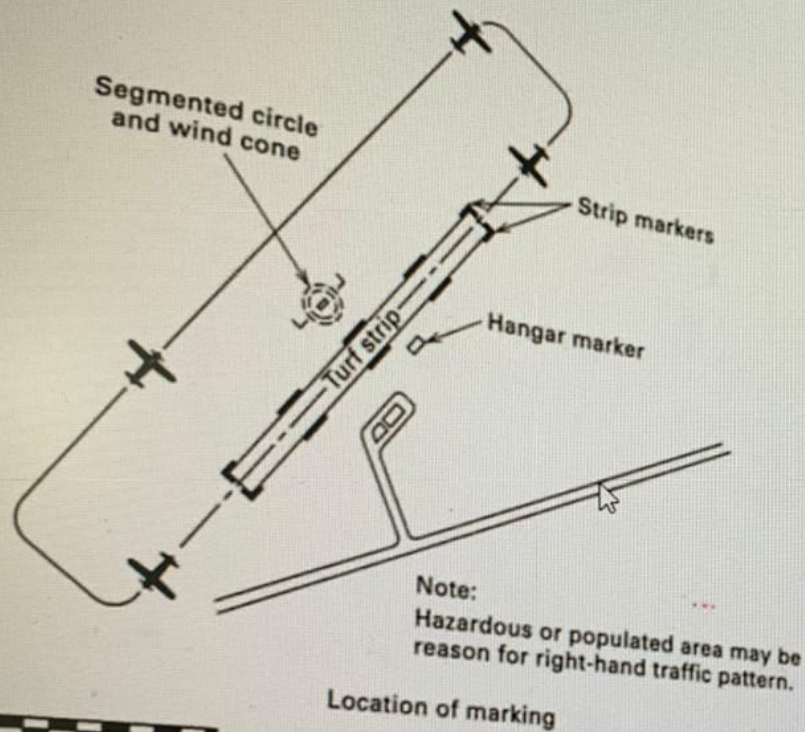 Segmented circle
and wind cone
Strip markers
Turf strip
Hangar marker
Note:
Hazardous or populated area may be
reason for right-hand traffic pattern.
Location of marking